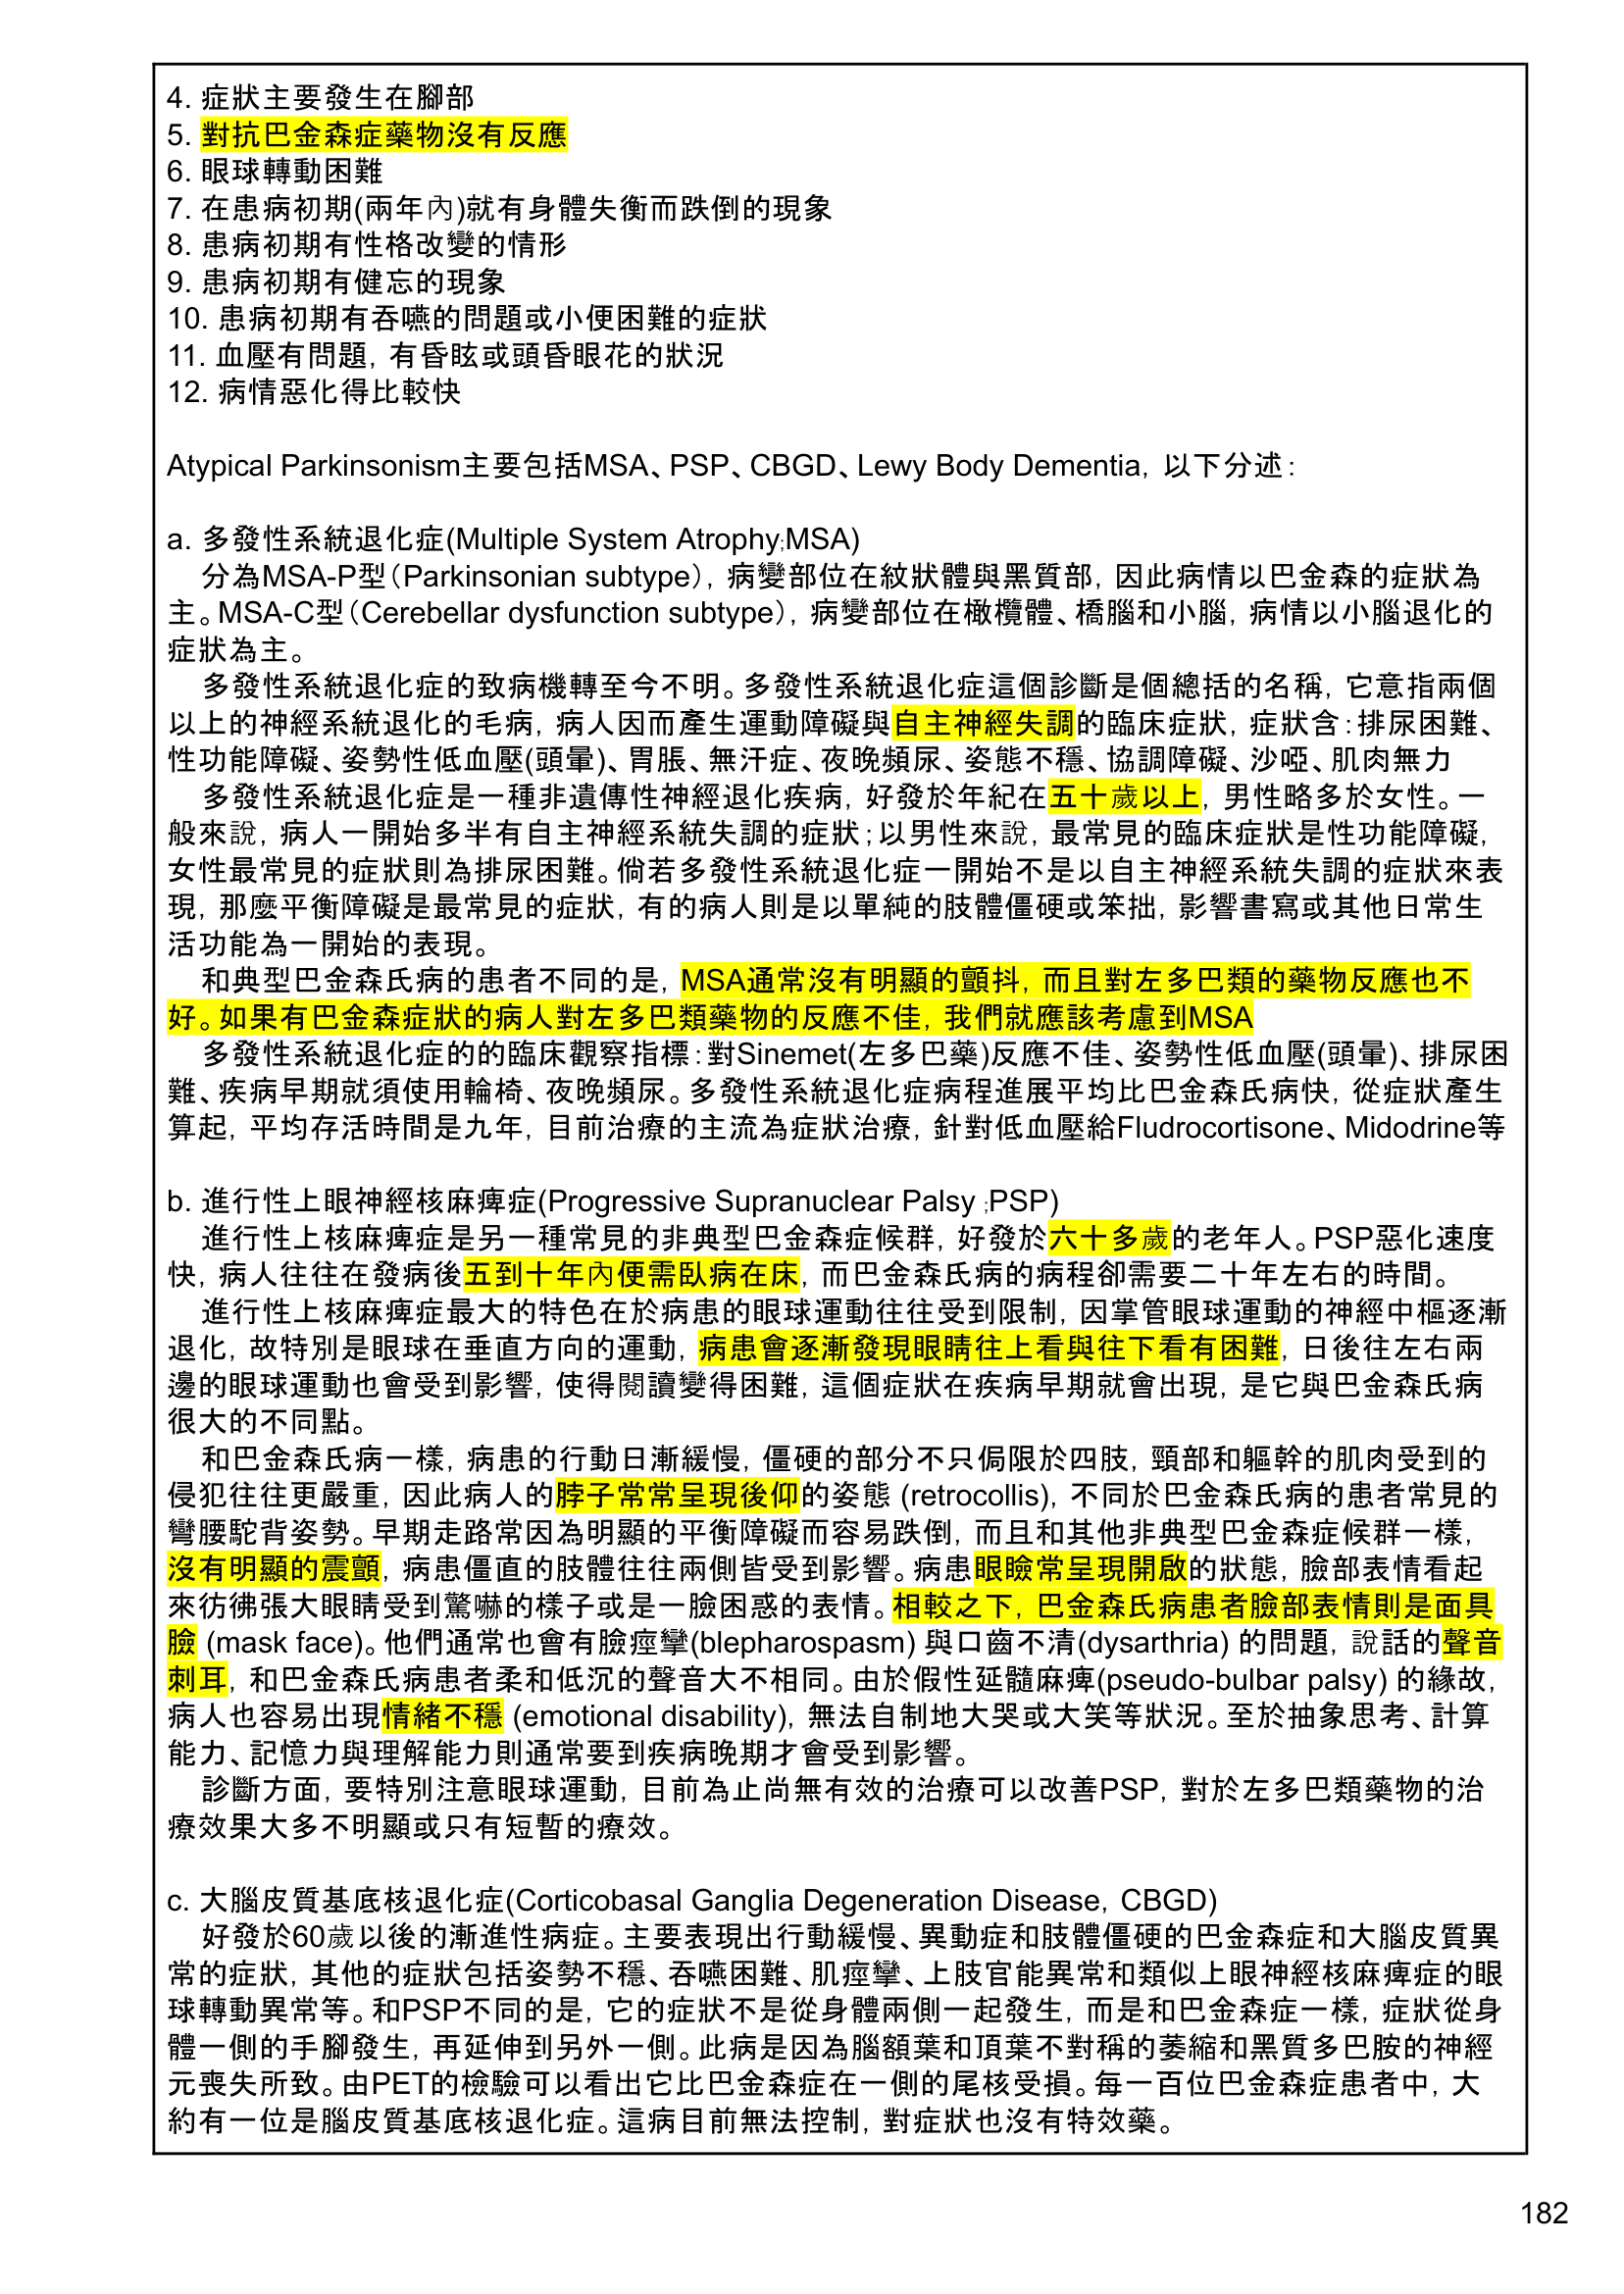 4. 症狀主要發生在腳部
5. 對抗巴金森症藥物沒有反應
6. 眼球轉動困難
7. 在患病初期(兩年內)就有身體失衡而跌倒的現象
8. 患病初期有性格改變的情形
9. 患病初期有健忘的現象
10. 患病初期有吞嚥的問題或小便困難的症狀
11. 血壓有問題，有昏眩或頭昏眼花的狀況
12. 病情惡化得比較快
Atypical Parkinsonism主要包括MSA、PSP、CBGD、Lewy Body Dementia，以下分述：
a. 多發性系統退化症(Multiple System Atrophy;MSA)
分為MSA-P型（Parkinsonian subtype），病變部位在紋狀體與黑質部，因此病情以巴金森的症狀為
主。MSA-C型（Cerebellar dysfunction subtype），病變部位在橄欖體、橋腦和小腦，病情以小腦退化的
症狀為主。
多發性系統退化症的致病機轉至今不明。多發性系統退化症這個診斷是個總括的名稱，它意指兩個
以上的神經系統退化的毛病，病人因而產生運動障礙與自主神經失調的臨床症狀，症狀含：排尿困難、
性功能障礙、姿勢性低血壓(頭暈)、胃脹、無汗症、夜晚頻尿、姿態不穩、協調障礙、沙啞、肌肉無力
多發性系統退化症是一種非遺傳性神經退化疾病，好發於年紀在五十歲以上，男性略多於女性。一
般來說，病人一開始多半有自主神經系統失調的症狀；以男性來說，最常見的臨床症狀是性功能障礙，
女性最常見的症狀則為排尿困難。倘若多發性系統退化症一開始不是以自主神經系統失調的症狀來表
現，那麼平衡障礙是最常見的症狀，有的病人則是以單純的肢體僵硬或笨拙，影響書寫或其他日常生
活功能為一開始的表現。
和典型巴金森氏病的患者不同的是，MSA通常沒有明顯的顫抖，而且對左多巴類的藥物反應也不
好。如果有巴金森症狀的病人對左多巴類藥物的反應不佳，我們就應該考慮到MSA
多發性系統退化症的的臨床觀察指標：對Sinemet(左多巴藥)反應不佳、姿勢性低血壓(頭暈)、排尿困
難、疾病早期就須使用輪椅、夜晚頻尿。多發性系統退化症病程進展平均比巴金森氏病快，從症狀產生
算起，平均存活時間是九年，目前治療的主流為症狀治療，針對低血壓給Fludrocortisone、Midodrine等
b. 進行性上眼神經核麻痺症(Progressive Supranuclear Palsy ;PSP)
進行性上核麻痺症是另一種常見的非典型巴金森症候群，好發於六十多歲的老年人。PSP惡化速度
快，病人往往在發病後五到十年內便需臥病在床，而巴金森氏病的病程卻需要二十年左右的時間。
進行性上核麻痺症最大的特色在於病患的眼球運動往往受到限制，因掌管眼球運動的神經中樞逐漸
退化，故特別是眼球在垂直方向的運動，病患會逐漸發現眼睛往上看與往下看有困難，日後往左右兩
邊的眼球運動也會受到影響，使得閱讀變得困難，這個症狀在疾病早期就會出現，是它與巴金森氏病
很大的不同點。
和巴金森氏病一樣，病患的行動日漸緩慢，僵硬的部分不只侷限於四肢，頸部和軀幹的肌肉受到的
侵犯往往更嚴重，因此病人的脖子常常呈現後仰的姿態 (retrocollis)，不同於巴金森氏病的患者常見的
彎腰駝背姿勢。早期走路常因為明顯的平衡障礙而容易跌倒，而且和其他非典型巴金森症候群一樣，
沒有明顯的震顫，病患僵直的肢體往往兩側皆受到影響。病患眼瞼常呈現開啟的狀態，臉部表情看起
來彷彿張大眼睛受到驚嚇的樣子或是一臉困惑的表情。相較之下，巴金森氏病患者臉部表情則是面具
臉 (mask face)。他們通常也會有臉痙攣(blepharospasm) 與口齒不清(dysarthria) 的問題，說話的聲音
刺耳，和巴金森氏病患者柔和低沉的聲音大不相同。由於假性延髓麻痺(pseudo-bulbar palsy) 的緣故，
病人也容易出現情緒不穩 (emotional disability)，無法自制地大哭或大笑等狀況。至於抽象思考、計算
能力、記憶力與理解能力則通常要到疾病晚期才會受到影響。
診斷方面，要特別注意眼球運動，目前為止尚無有效的治療可以改善PSP，對於左多巴類藥物的治
療效果大多不明顯或只有短暫的療效。
c. 大腦皮質基底核退化症(Corticobasal Ganglia Degeneration Disease，CBGD)
好發於60歲以後的漸進性病症。主要表現出行動緩慢、異動症和肢體僵硬的巴金森症和大腦皮質異
常的症狀，其他的症狀包括姿勢不穩、吞嚥困難、肌痙攣、上肢官能異常和類似上眼神經核麻痺症的眼
球轉動異常等。和PSP不同的是，它的症狀不是從身體兩側一起發生，而是和巴金森症一樣，症狀從身
體一側的手腳發生，再延伸到另外一側。此病是因為腦額葉和頂葉不對稱的萎縮和黑質多巴胺的神經
元喪失所致。由PET的檢驗可以看出它比巴金森症在一側的尾核受損。每一百位巴金森症患者中，大
約有一位是腦皮質基底核退化症。這病目前無法控制，對症狀也沒有特效藥。
182